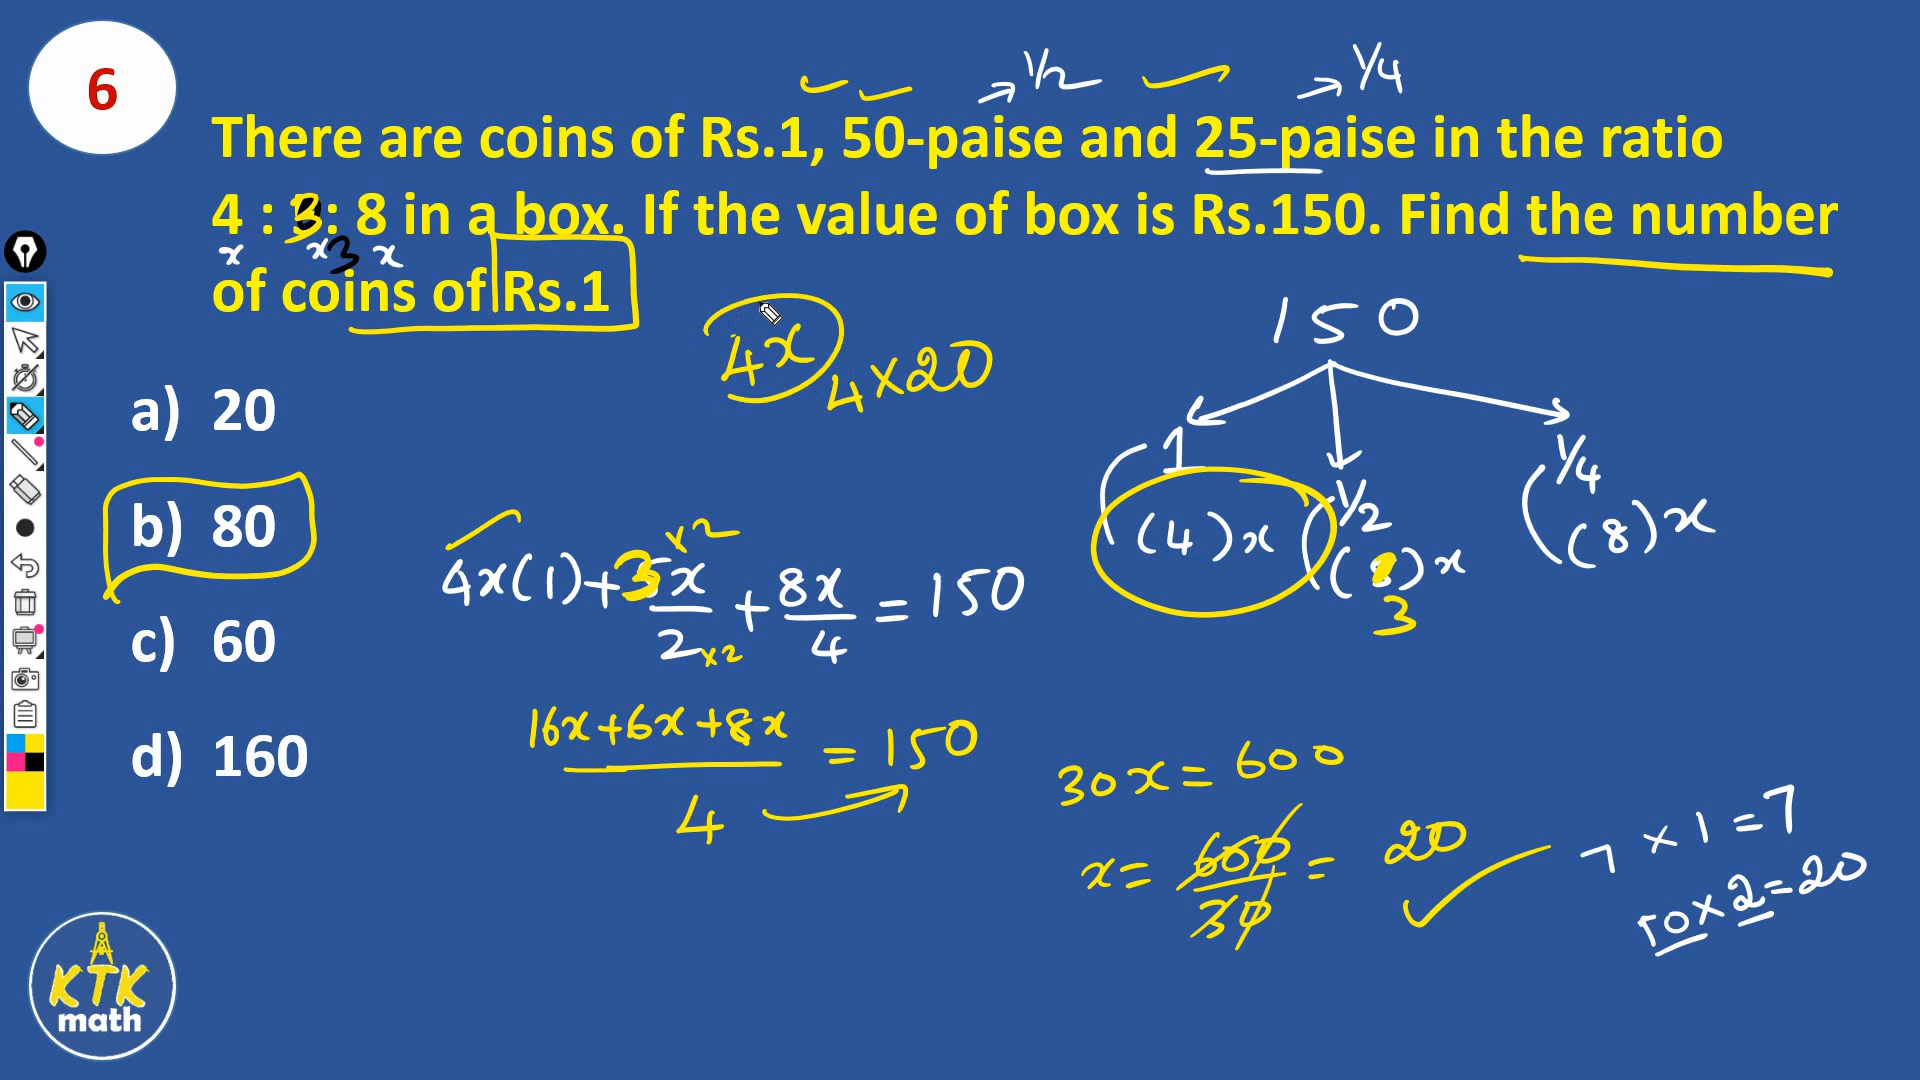 6
1/2
1/4
There are coins of Rs.1, 50-paise and 25-paise in the ratio
4 : 3 : 8 in a box. If the value of box is Rs.150. Find the number
x x 3 x
of coins of Rs.1
4x
4×20
150
1
1/2
1/4
(4)x
( )x
3
(8)x
a) 20
b) 80
c) 60
d) 160
×2
4x(1)+3x/2+8x/4=150
×2
16x+6x+8x/4=150
30x=600
x=600/30=20
7×1=7
10×2=20
KTK
math